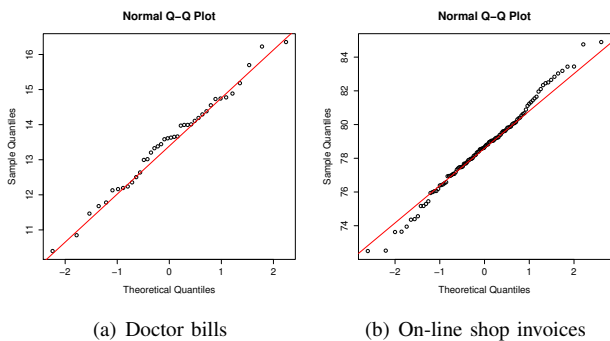 Normal Q−Q Plot
Sample Quantiles
11 12 13 14 15 16
−2 −1 0 1 2
Theoretical Quantiles
(a) Doctor bills
Normal Q−Q Plot
Sample Quantiles
74 76 78 80 82 84
−2 −1 0 1 2
Theoretical Quantiles
(b) On-line shop invoices